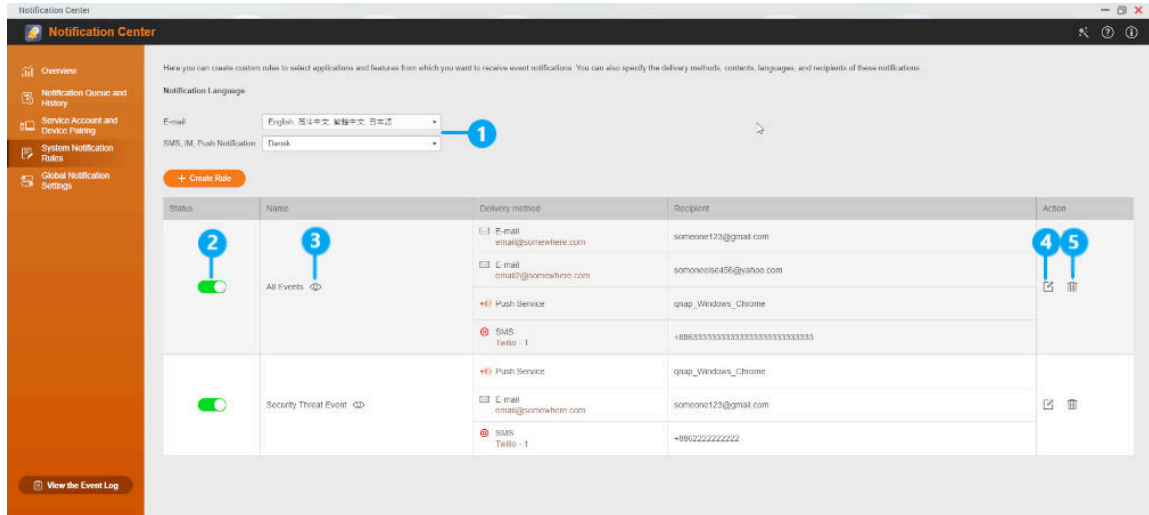 Notification Center
Notification Center
Overview
Notification Queue and
History
Service Account and
Device Pairing
System Notification
Rules
Global Notification
Settings
View the Event Log
Here you can create custom rules to select applications and features from which you want to receive event notifications. You can also specify the delivery methods, contents, languages, and recipients of these notifications.
Notification Language
E-mail English, 简体中文, 繁體中文, 日本語
1
SMS, IM, Push Notification Dansk
+ Create Rule
Status Name Delivery method Recipient Action
2 3 4 5
All Events
E-mail
email@somewhere.com
someone123@gmail.com
E-mail
email2@somewhere.com
somoneelse456@yahoo.com
Push Service qnap_Windows_Chrome
SMS
Twilio - 1
Security Threat Event
Push Service qnap_Windows_Chrome
E-mail
email@somewhere.com
someone123@gmail.com
SMS
Twilio - 1
+8862222222222